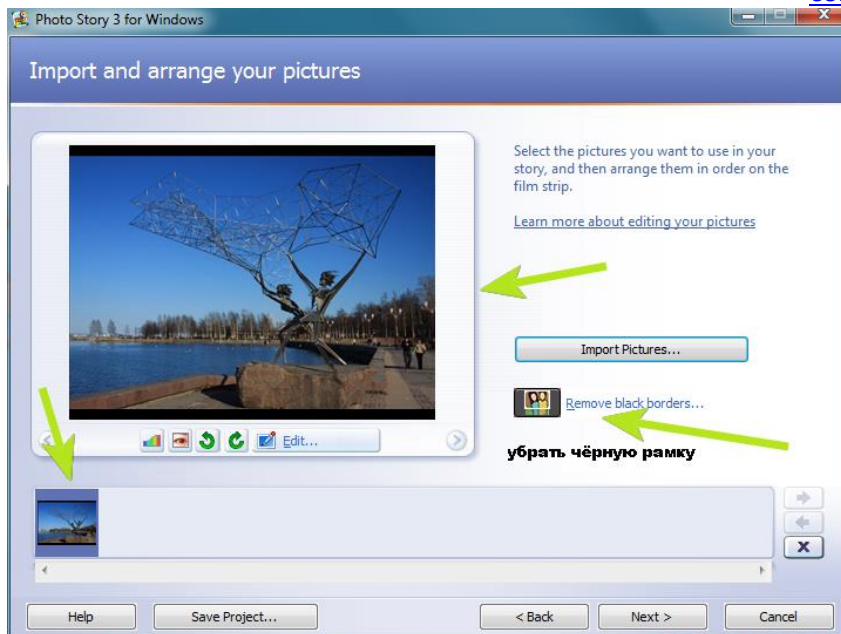 Photo Story 3 for Windows
Import and arrange your pictures
Select the pictures you want to use in your
story, and then arrange them in order on the
film strip.
Learn more about editing your pictures
Import Pictures...
Remove black borders...
убрать чёрную рамку
Edit...
Help
Save Project...
< Back
Next >
Cancel